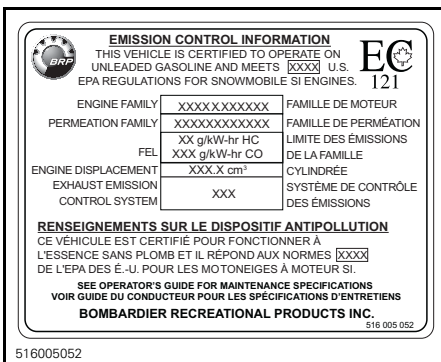 EMISSION CONTROL INFORMATION
THIS VEHICLE IS CERTIFIED TO OPERATE ON
UNLEADED GASOLINE AND MEETS XXXX U.S.
EPA REGULATIONS FOR SNOWMOBILE SI ENGINES.
BRP
EC
121
ENGINE FAMILY XXXXX.XXXXXX FAMILLE DE MOTEUR
PERMEATION FAMILY XXXXXXXXXXXX FAMILLE DE PERMÉATION
FEL XX g/kW-hr HC LIMITE DES ÉMISSIONS
XXX g/kW-hr CO DE LA FAMILLE
ENGINE DISPLACEMENT XXX.X cm³ CYLINDRÉE
EXHAUST EMISSION XXX SYSTÈME DE CONTRÔLE
CONTROL SYSTEM DES ÉMISSIONS
RENSEIGNEMENTS SUR LE DISPOSITIF ANTIPOLLUTION
CE VÉHICULE EST CERTIFIÉ POUR FONCTIONNER À
L'ESSENCE SANS PLOMB ET IL RÉPOND AUX NORMES XXXX
DE L'EPA DES É.-U. POUR LES MOTONEIGES À MOTEUR SI.
SEE OPERATOR'S GUIDE FOR MAINTENANCE SPECIFICATIONS
VOIR GUIDE DU CONDUCTEUR POUR LES SPÉCIFICATIONS D'ENTRETIENS
BOMBARDIER RECREATIONAL PRODUCTS INC.
516 005 052
516005052